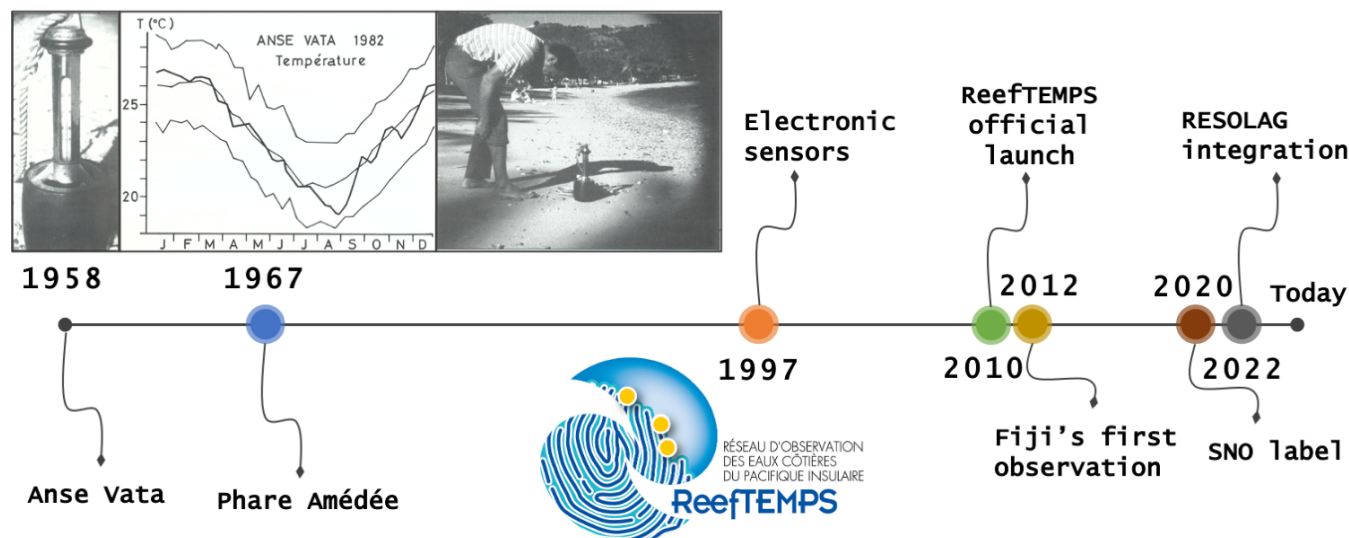 T (°C)
ANSE VATA 1982
Température
25
20
J F M A M J J A S O N D
Electronic
sensors
ReefTEMPS
official
launch
RESOLAG
integration
1958
1967
2012
2020
Today
1997
2010
2022
Anse Vata
Phare Amédée
RÉSEAU D'OBSERVATION
DES EAUX CÔTIÈRES
DU PACIFIQUE INSULAIRE
ReefTEMPS
Fiji’s first
observation
SNO label